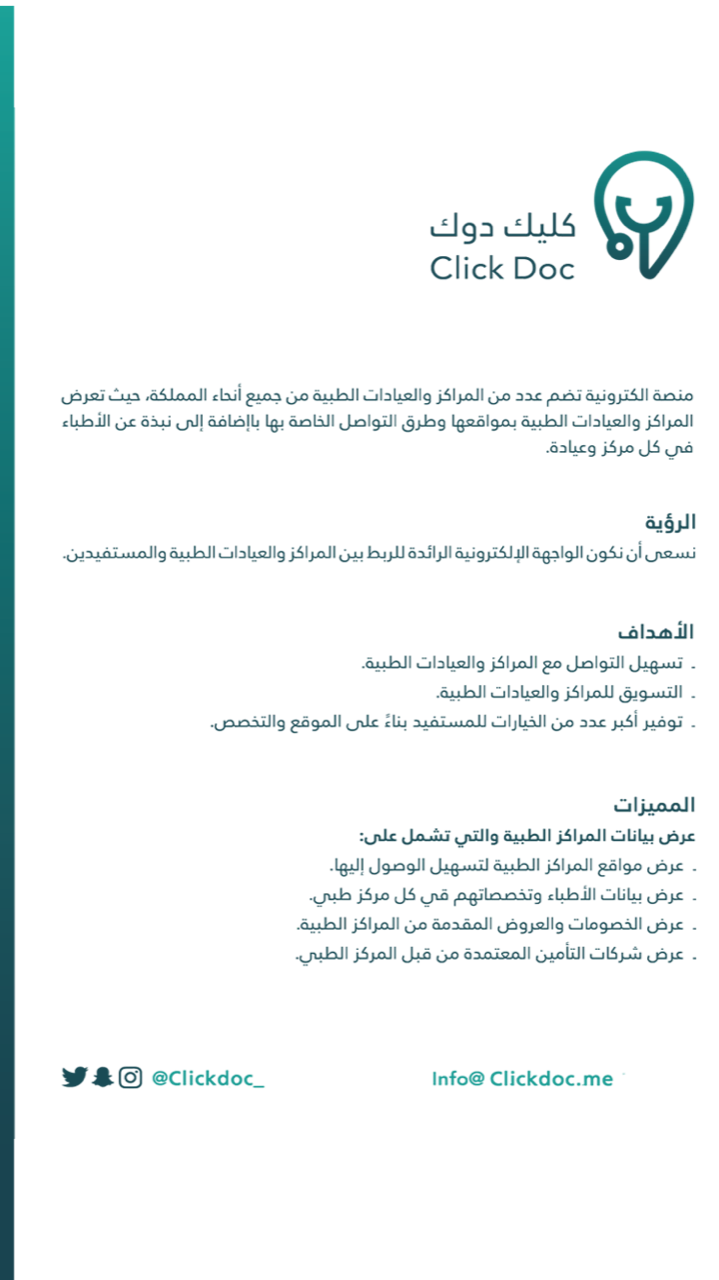 كليك دوك
Click Doc
منصة الكترونية تضم عدد من المراكز والعيادات الطبية من جميع أنحاء المملكة، حيث تعرض
المراكز والعيادات الطبية بمواقعها وطرق التواصل الخاصة بها باإضافة إلى نبذة عن الأطباء
في كل مركز وعيادة.
الرؤية
نسعى أن نكون الواجهة الإلكترونية الرائدة للربط بين المراكز والعيادات الطبية والمستفيدين.
الأهداف
. تسهيل التواصل مع المراكز والعيادات الطبية.
. التسويق للمراكز والعيادات الطبية.
. توفير أكبر عدد من الخيارات للمستفيد بناءً على الموقع والتخصص.
المميزات
عرض بيانات المراكز الطبية والتي تشمل على:
. عرض مواقع المراكز الطبية لتسهيل الوصول إليها.
. عرض بيانات الأطباء وتخصصاتهم قي كل مركز طبي.
. عرض الخصومات والعروض المقدمة من المراكز الطبية.
. عرض شركات التأمين المعتمدة من قبل المركز الطبي.
@Clickdoc_
Info@ Clickdoc.me